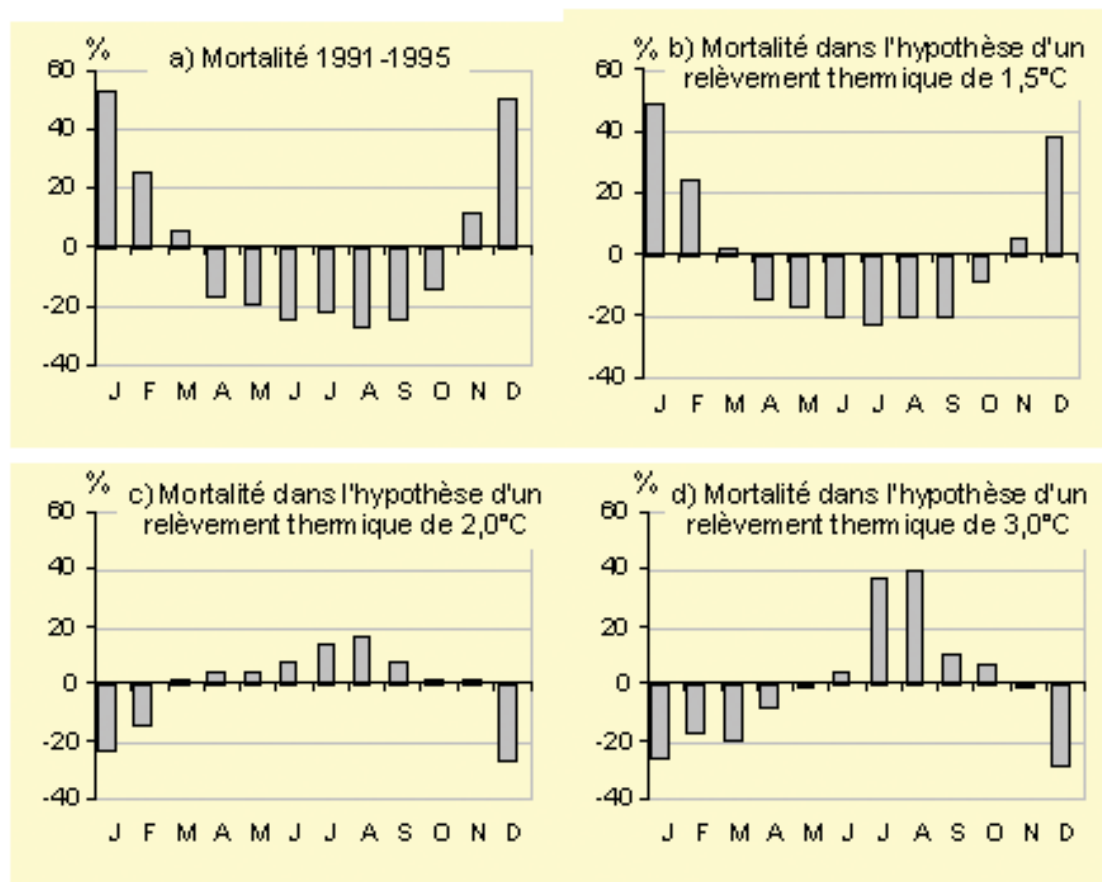 %
a) Mortalité 1991-1995
60
40
20
0
-20
-40
J F M A M J J A S O N D
% b) Mortalité dans l'hypothèse d'un
relèvement thermique de 1,5°C
60
40
20
0
-20
-40
J F M A M J J A S O N D
% c) Mortalité dans l'hypothèse d'un
relèvement thermique de 2,0°C
60
40
20
0
-20
-40
J F M A M J J A S O N D
% d) Mortalité dans l'hypothèse d'un
relèvement thermique de 3,0°C
60
40
20
0
-20
-40
J F M A M J J A S O N D